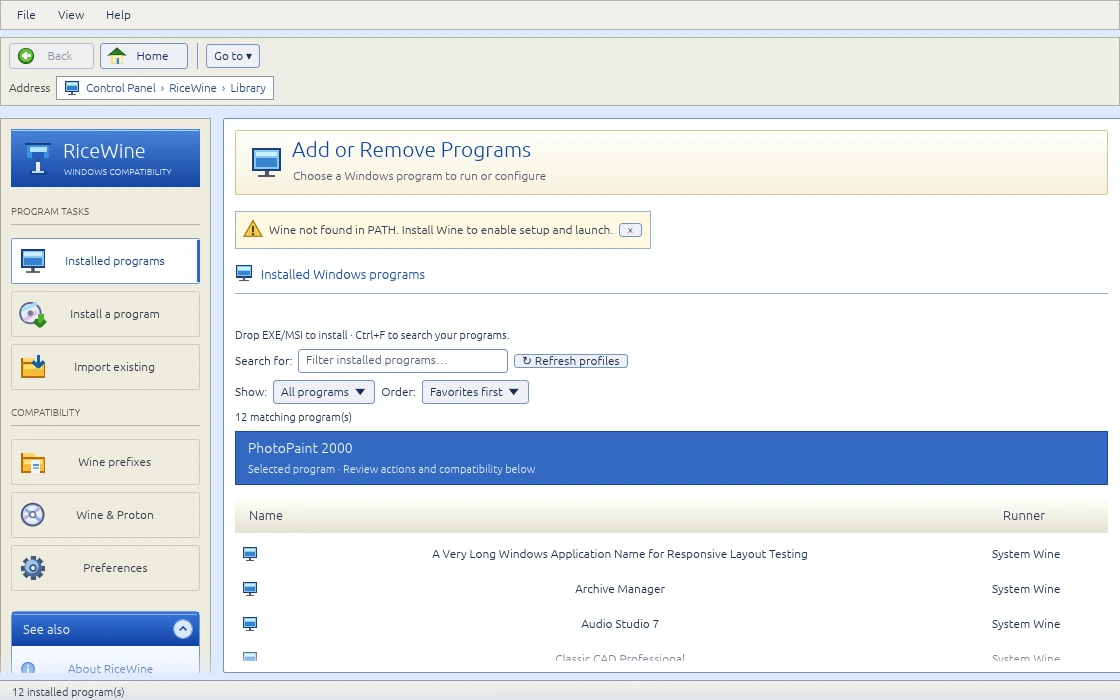 File View Help
Back Home Go to ▾
Address Control Panel › RiceWine › Library
RiceWine
WINDOWS COMPATIBILITY
PROGRAM TASKS
Installed programs
Install a program
Import existing
COMPATIBILITY
Wine prefixes
Wine & Proton
Preferences
See also
About RiceWine
Add or Remove Programs
Choose a Windows program to run or configure
Wine not found in PATH. Install Wine to enable setup and launch. x
Installed Windows programs
Drop EXE/MSI to install · Ctrl+F to search your programs.
Search for: Filter installed programs... ↻ Refresh profiles
Show: All programs ▼ Order: Favorites first ▼
12 matching program(s)
PhotoPaint 2000
Selected program · Review actions and compatibility below
Name Runner
A Very Long Windows Application Name for Responsive Layout Testing System Wine
Archive Manager System Wine
Audio Studio 7 System Wine
Classic CAD Professional System Wine
12 installed program(s)